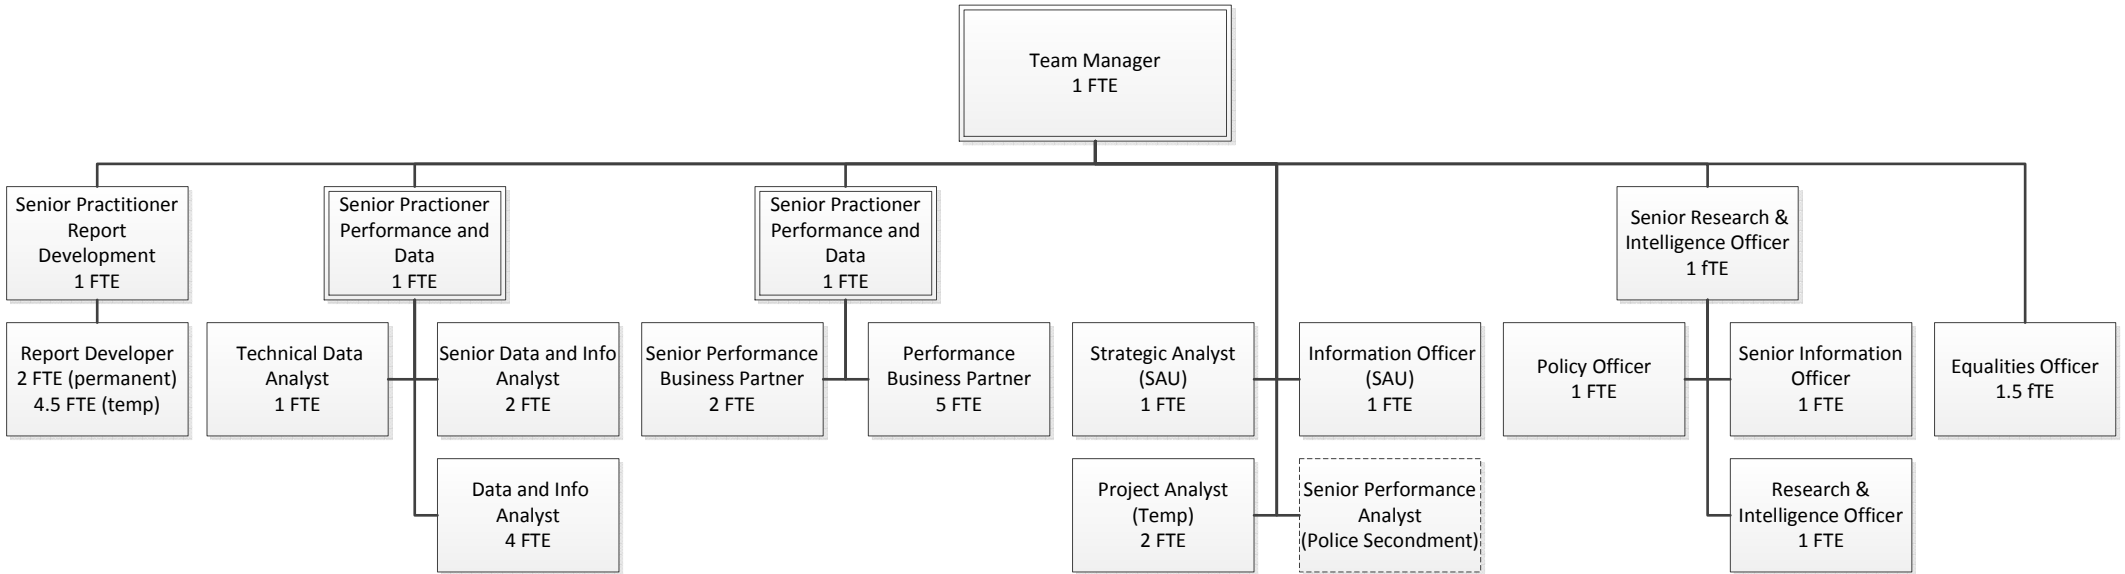 Team Manager
1 FTE
Senior Practitioner
Report
Development
1 FTE
Senior Practioner
Performance and
Data
1 FTE
Senior Practioner
Performance and
Data
1 FTE
Senior Research &
Intelligence Officer
1 fTE
Report Developer
2 FTE (permanent)
4.5 FTE (temp)
Technical Data
Analyst
1 FTE
Senior Data and Info
Analyst
2 FTE
Senior Performance
Business Partner
2 FTE
Performance
Business Partner
5 FTE
Strategic Analyst
(SAU)
1 FTE
Information Officer
(SAU)
1 FTE
Policy Officer
1 FTE
Senior Information
Officer
1 FTE
Equalities Officer
1.5 fTE
Data and Info
Analyst
4 FTE
Project Analyst
(Temp)
2 FTE
Senior Performance
Analyst
(Police Secondment)
Research &
Intelligence Officer
1 FTE